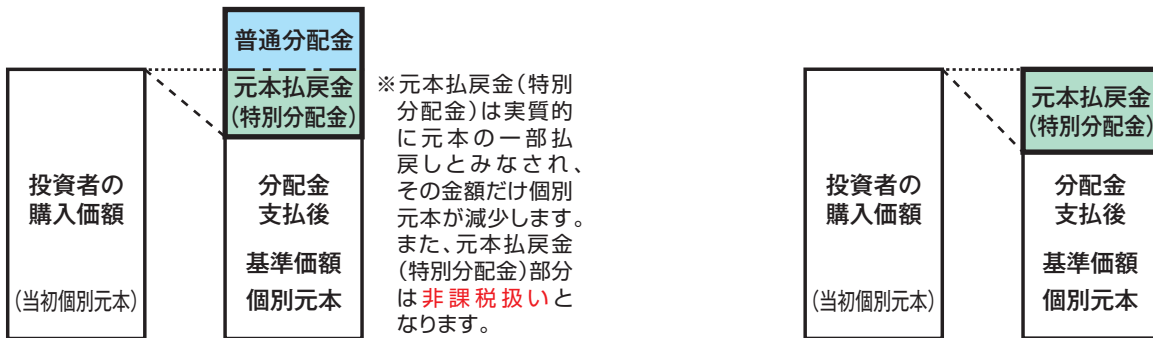 普通分配金
元本払戻金
(特別分配金)
投資者の
購入価額
(当初個別元本)
分配金
支払後
基準価額
個別元本
※元本払戻金(特別
分配金)は実質的
に元本の一部払
戻しとみなされ、
その金額だけ個別
元本が減少します。
また、元本払戻金
(特別分配金)部分
は非課税扱いと
なります。
投資者の
購入価額
(当初個別元本)
元本払戻金
(特別分配金)
分配金
支払後
基準価額
個別元本